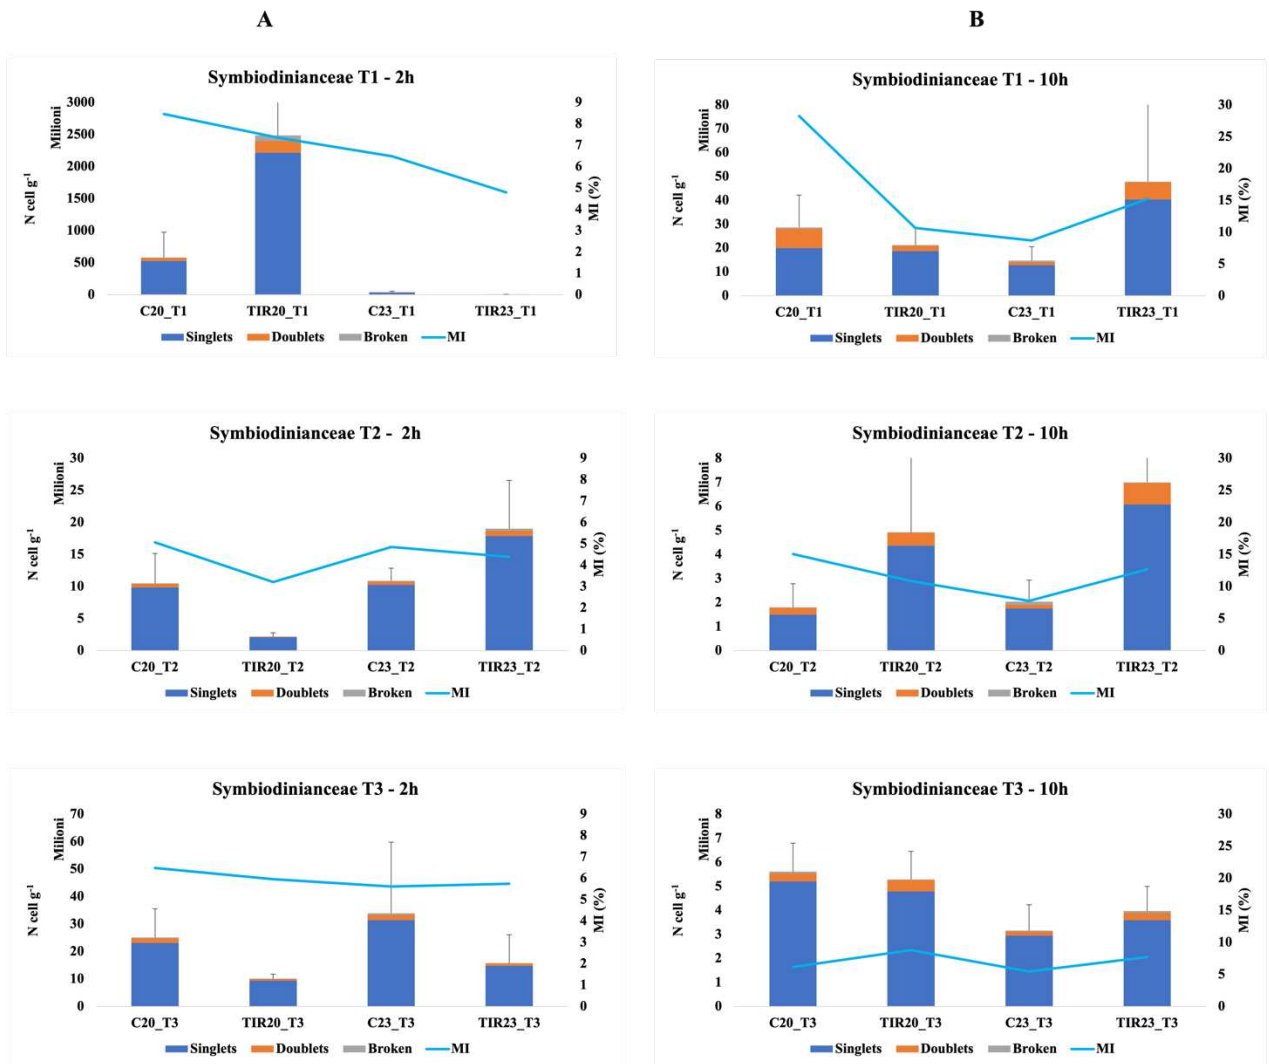 A
B
Symbiodinianceae T1 - 2h
Milioni
N cell g⁻¹
3000
2500
2000
1500
1000
500
0
9
8
7
6
5
4
3
2
1
0
MI (%)
C20_T1 TIR20_T1 C23_T1 TIR23_T1
Singlets Doublets Broken MI
Symbiodinianceae T1 - 10h
Milioni
N cell g⁻¹
80
70
60
50
40
30
20
10
0
30
25
20
15
10
5
0
MI (%)
C20_T1 TIR20_T1 C23_T1 TIR23_T1
Singlets Doublets Broken MI
Symbiodinianceae T2 - 2h
Milioni
N cell g⁻¹
30
25
20
15
10
5
0
9
8
7
6
5
4
3
2
1
0
MI (%)
C20_T2 TIR20_T2 C23_T2 TIR23_T2
Singlets Doublets Broken MI
Symbiodinianceae T2 - 10h
Milioni
N cell g⁻¹
8
7
6
5
4
3
2
1
0
30
25
20
15
10
5
0
MI (%)
C20_T2 TIR20_T2 C23_T2 TIR23_T2
Singlets Doublets Broken MI
Symbiodinianceae T3 - 2h
Milioni
N cell g⁻¹
70
60
50
40
30
20
10
0
9
8
7
6
5
4
3
2
1
0
MI (%)
C20_T3 TIR20_T3 C23_T3 TIR23_T3
Singlets Doublets Broken MI
Symbiodinianceae T3 - 10h
Milioni
N cell g⁻¹
8
7
6
5
4
3
2
1
0
30
25
20
15
10
5
0
MI (%)
C20_T3 TIR20_T3 C23_T3 TIR23_T3
Singlets Doublets Broken MI